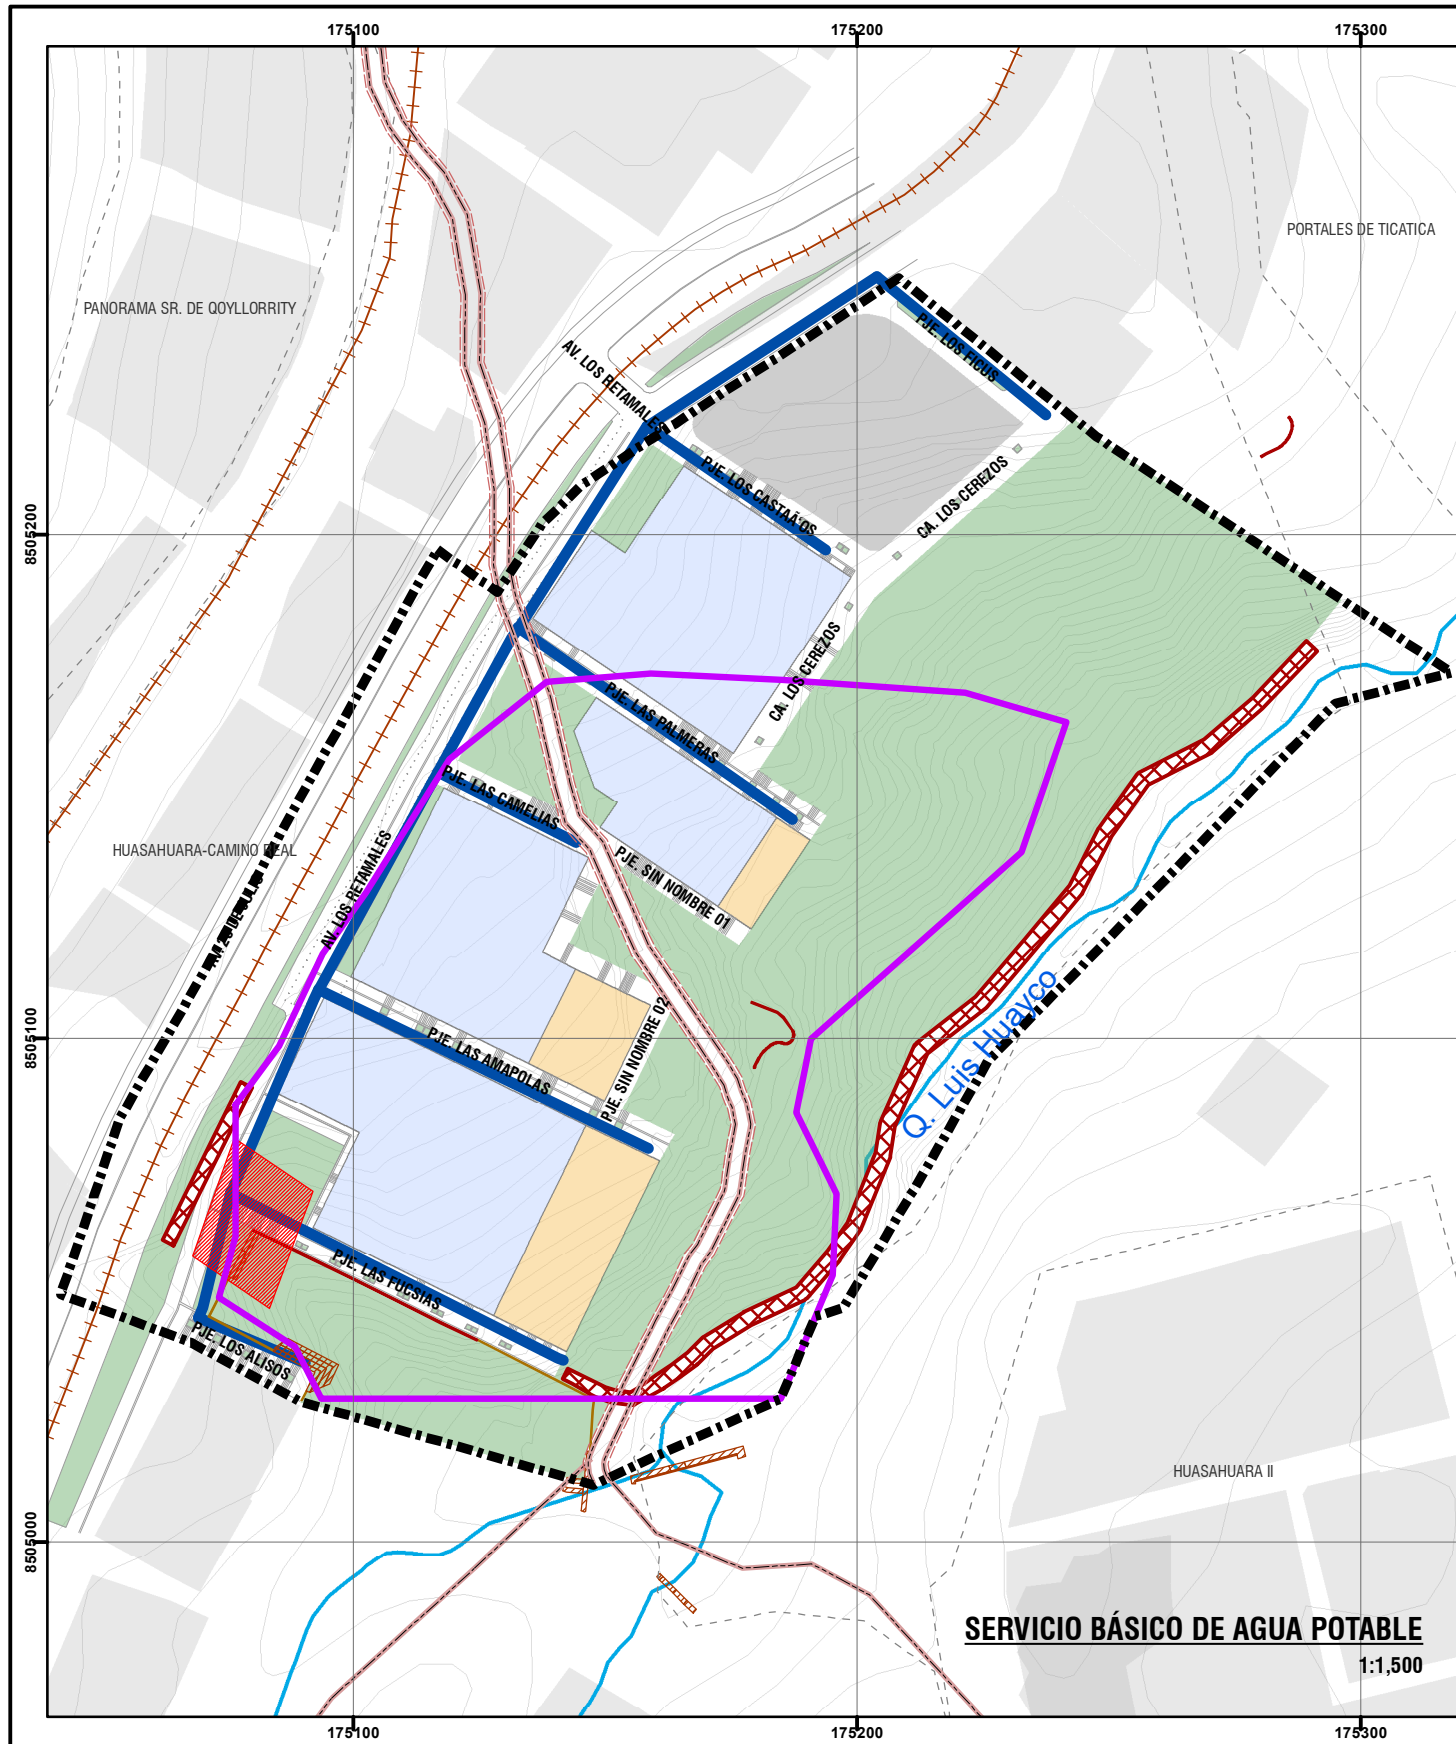 175100
175200
175300
PORTALES DE TICATICA
PANORAMA SR. DE QOYLLORRITY
PJE. LOS FICUS
AV. LOS RETAMALES
PJE. LOS CASTAÃ'OS
CA. LOS CEREZOS
8505200
8505100
8505000
CA. LOS CEREZOS
PJE. LAS PALMERAS
PJE. LAS CAMELIAS
HUASAHUARA-CAMINO REAL
AV. LOS RETAMALES
PJE. SIN NOMBRE 01
Q. Luis Huayco
PJE. SIN NOMBRE 02
PJE. LAS AMAPOLAS
PJE. LAS FUCSIAS
PJE. LOS ALISOS
HUASAHUARA II
SERVICIO BÁSICO DE AGUA POTABLE
1:1,500
175100
175200
175300